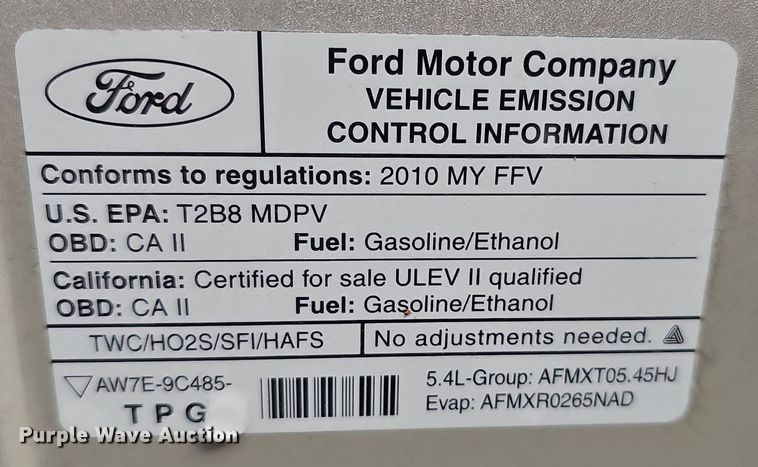 Ford
Ford Motor Company
VEHICLE EMISSION
CONTROL INFORMATION
Conforms to regulations: 2010 MY FFV
U.S. EPA: T2B8 MDPV
OBD: CA II Fuel: Gasoline/Ethanol
California: Certified for sale ULEV II qualified
OBD: CA II Fuel: Gasoline/Ethanol
TWC/HO2S/SFI/HAFS No adjustments needed.
AW7E-9C485- 5.4L-Group: AFMXT05.45HJ
TPG Evap: AFMXR0265NAD
Purple Wave Auction